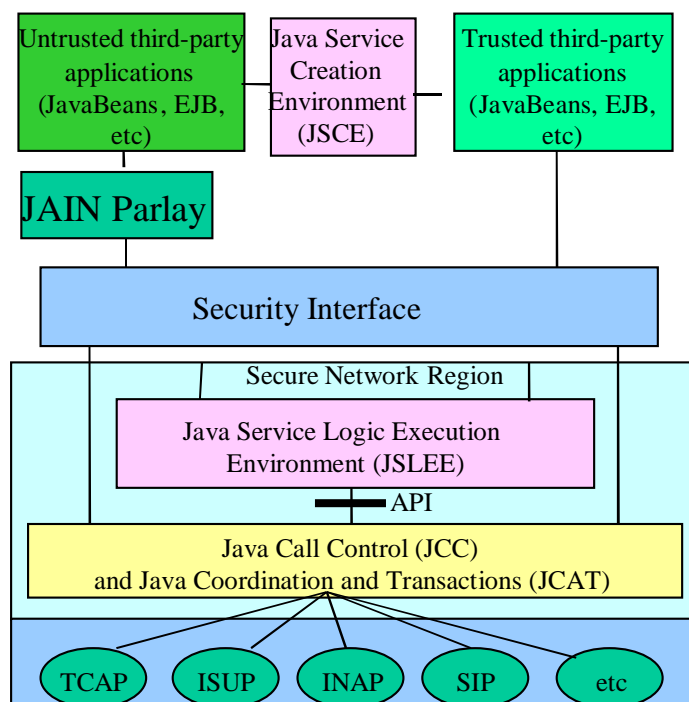 Untrusted third-party
applications
(JavaBeans, EJB,
etc)
Java Service
Creation
Environment
(JSCE)
Trusted third-party
applications
(JavaBeans, EJB,
etc)
JAIN Parlay
Security Interface
Secure Network Region
Java Service Logic Execution
Environment (JSLEE)
API
Java Call Control (JCC)
and Java Coordination and Transactions (JCAT)
TCAP
ISUP
INAP
SIP
etc